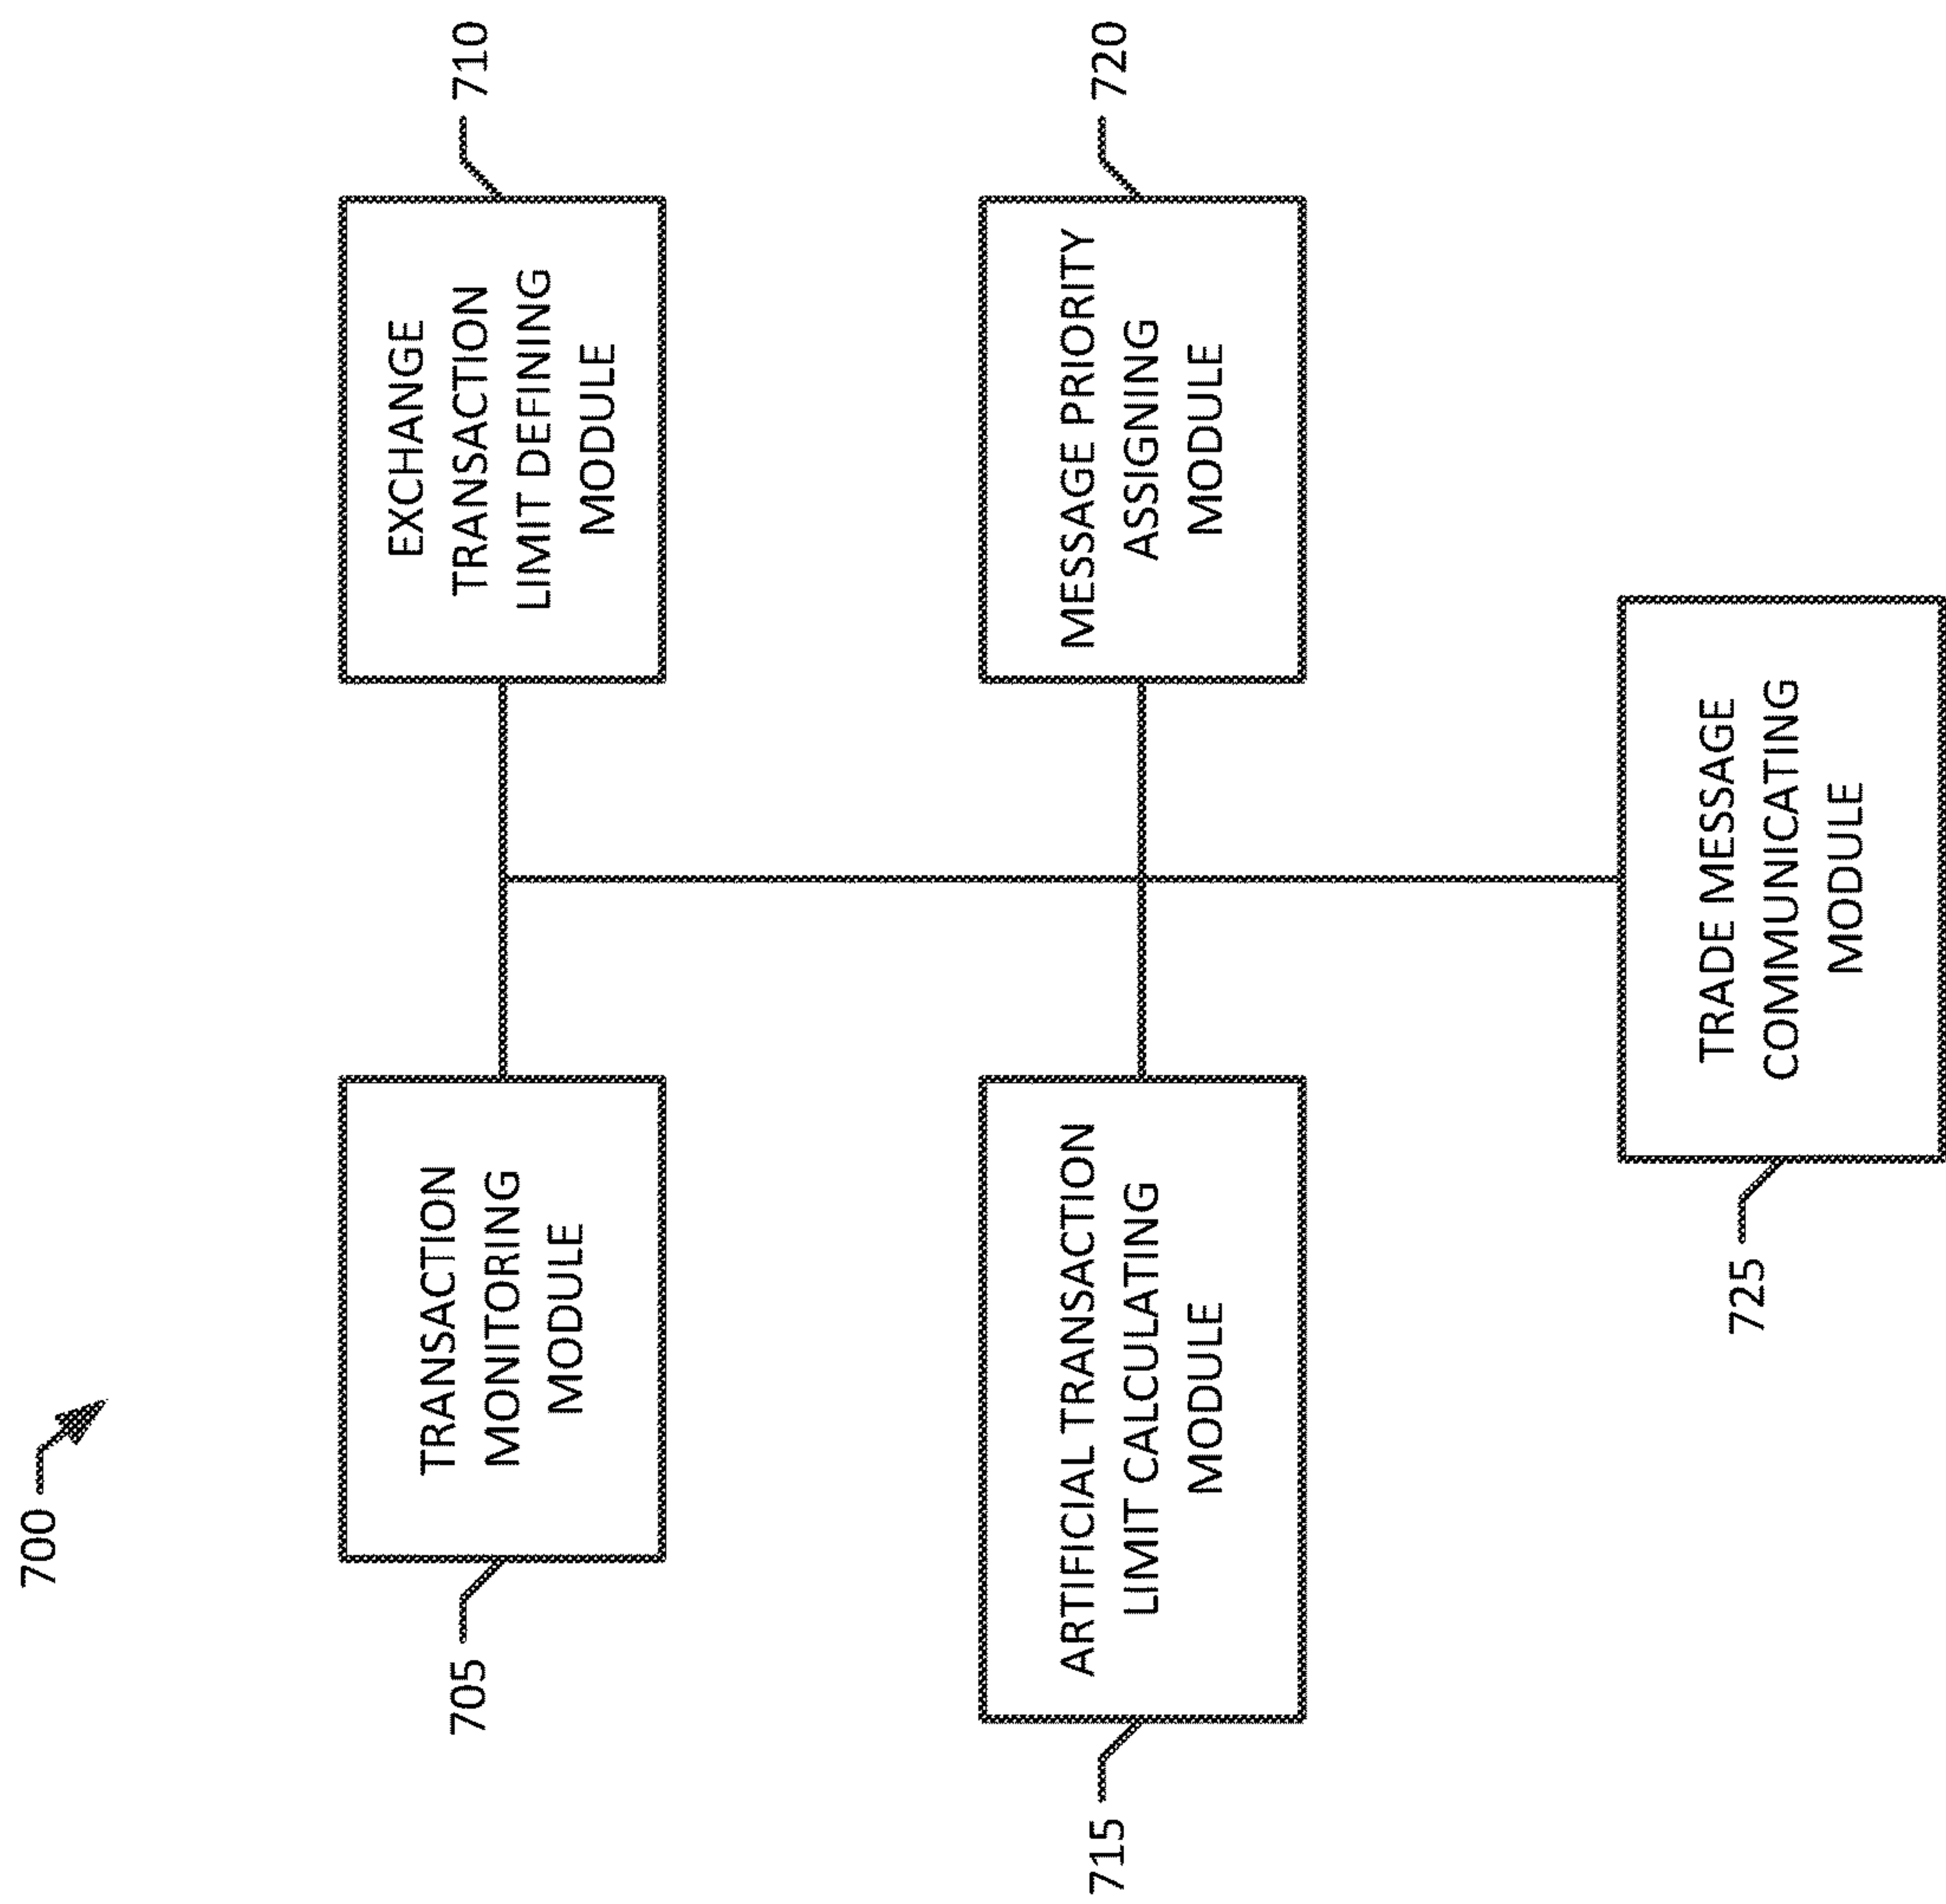 700
705
TRANSACTION
MONITORING
MODULE
EXCHANGE
TRANSACTION
LIMIT DEFINING
MODULE
710
715
ARTIFICIAL TRANSACTION
LIMIT CALCULATING
MODULE
MESSAGE PRIORITY
ASSIGNING
MODULE
720
725
TRADE MESSAGE
COMMUNICATING
MODULE